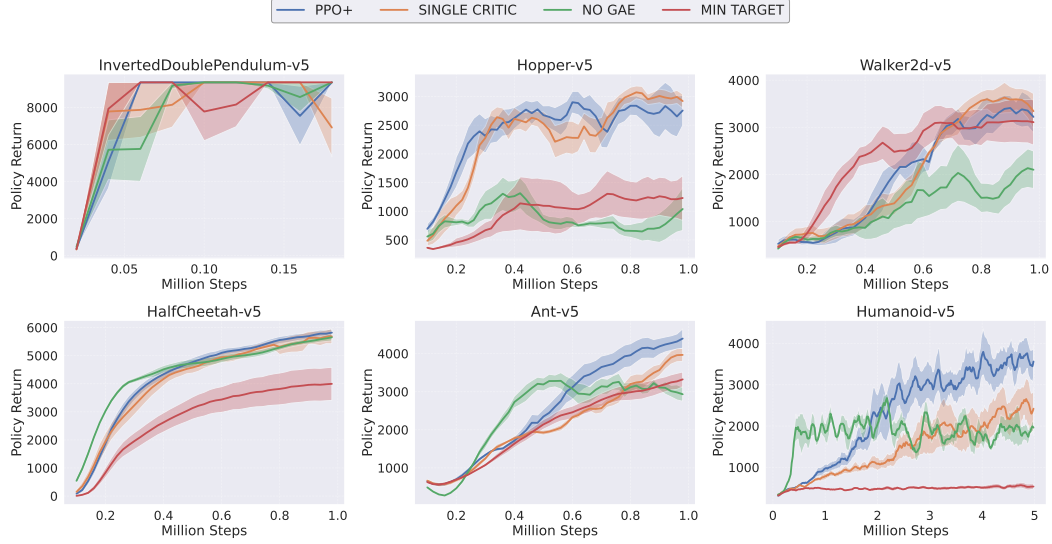 PPO+ SINGLE CRITIC NO GAE MIN TARGET
InvertedDoublePendulum-v5
Policy Return
8000
6000
4000
2000
0
0.05 0.10 0.15
Million Steps
Hopper-v5
Policy Return
3000
2500
2000
1500
1000
500
0.2 0.4 0.6 0.8 1.0
Million Steps
Walker2d-v5
Policy Return
4000
3000
2000
1000
0.2 0.4 0.6 0.8 1.0
Million Steps
HalfCheetah-v5
Policy Return
6000
5000
4000
3000
2000
1000
0
0.2 0.4 0.6 0.8 1.0
Million Steps
Ant-v5
Policy Return
4000
3000
2000
1000
0.2 0.4 0.6 0.8 1.0
Million Steps
Humanoid-v5
Policy Return
4000
3000
2000
1000
0 1 2 3 4 5
Million Steps